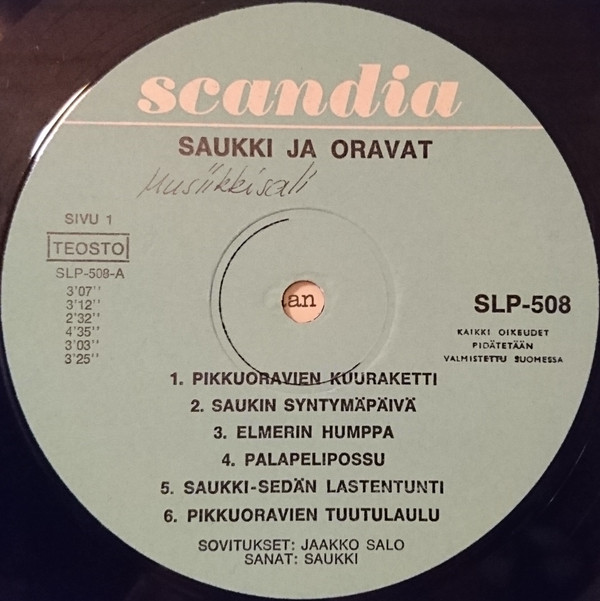 scandia
SAUKKI JA ORAVAT
Musiikkisali
SIVU 1
TEOSTO
SLP-508-A
3'07''
3'12''
2'32''
4'35''
3'03''
3'25''
an
SLP-508
KAIKKI OIKEUDET
PIDÄTETÄÄN
VALMISTETTU SUOMESSA
1. PIKKUORAVIEN KUURAKETTI
2. SAUKIN SYNTYMÄPÄIVÄ
3. ELMERIN HUMPPA
4. PALAPELIPOSSU
5. SAUKKI-SEDÄN LASTENTUNTI
6. PIKKUORAVIEN TUUTULAULU
SOVITUKSET: JAAKKO SALO
SANAT: SAUKKI